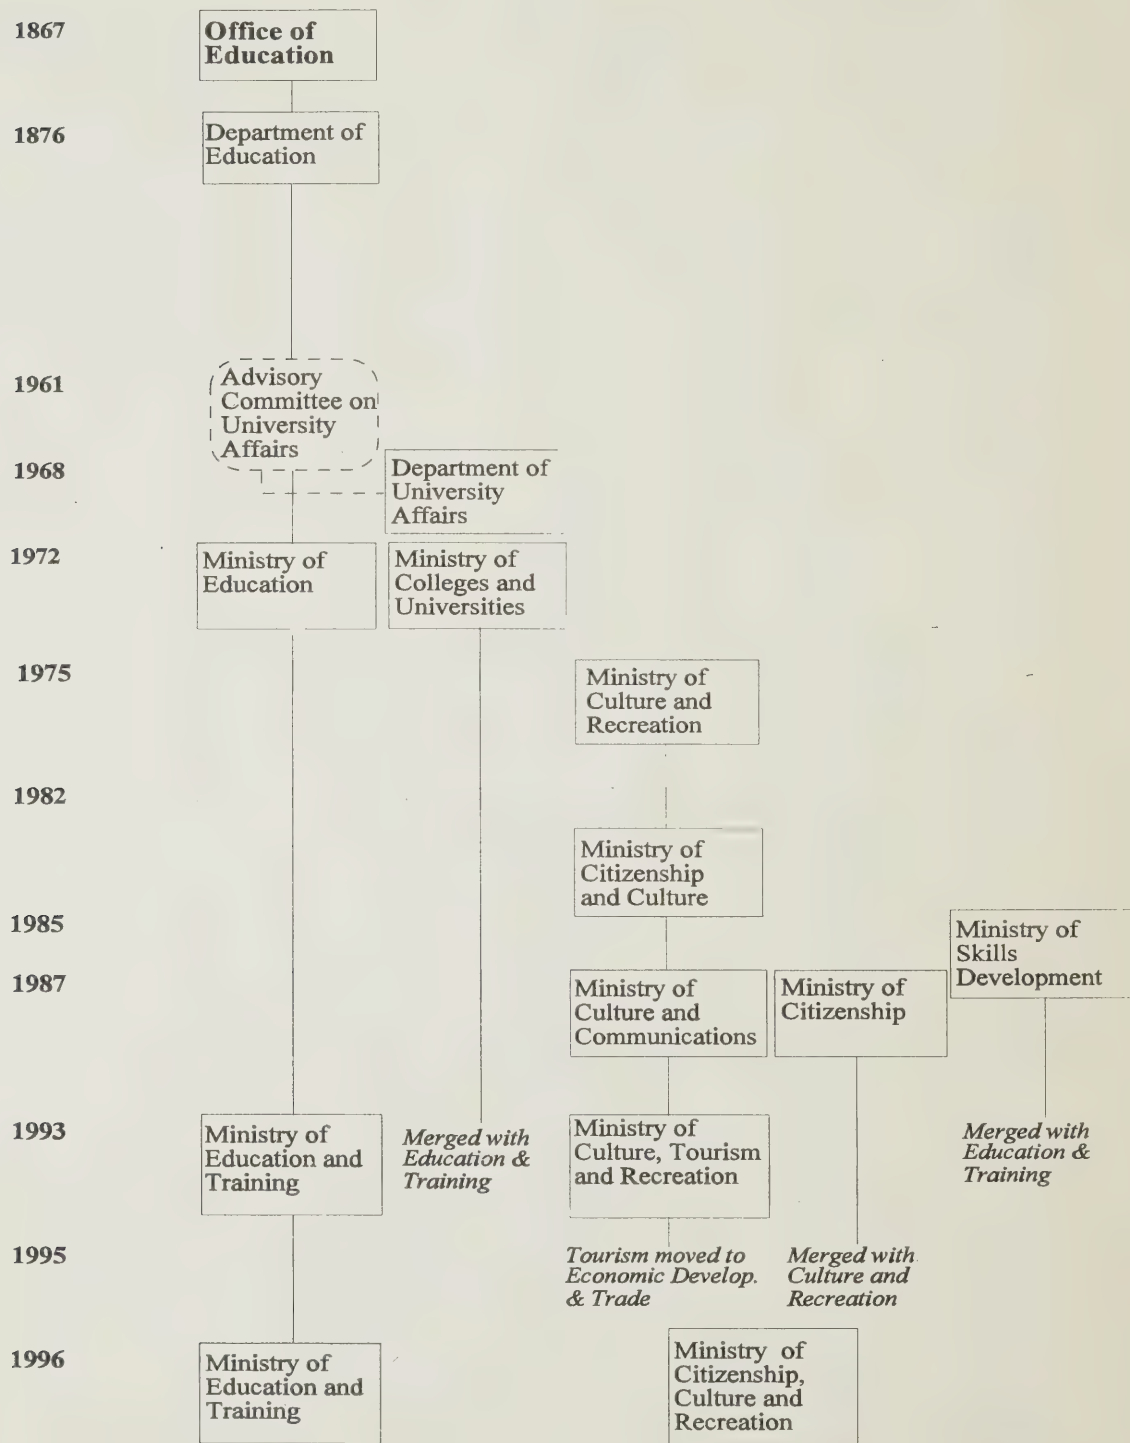 1867
Office of
Education
1876
Department of
Education
1961
Advisory
Committee on
University
Affairs
1968
Department of
University
Affairs
1972
Ministry of
Education
Ministry of
Colleges and
Universities
1975
Ministry of
Culture and
Recreation
1982
Ministry of
Citizenship
and Culture
1985
Ministry of
Skills
Development
1987
Ministry of
Culture and
Communications
Ministry of
Citizenship
1993
Ministry of
Education and
Training
Merged with
Education &
Training
Ministry of
Culture, Tourism
and Recreation
Merged with
Education &
Training
1995
Tourism moved to
Economic Develop.
& Trade
Merged with
Culture and
Recreation
1996
Ministry of
Education and
Training
Ministry of
Citizenship,
Culture and
Recreation